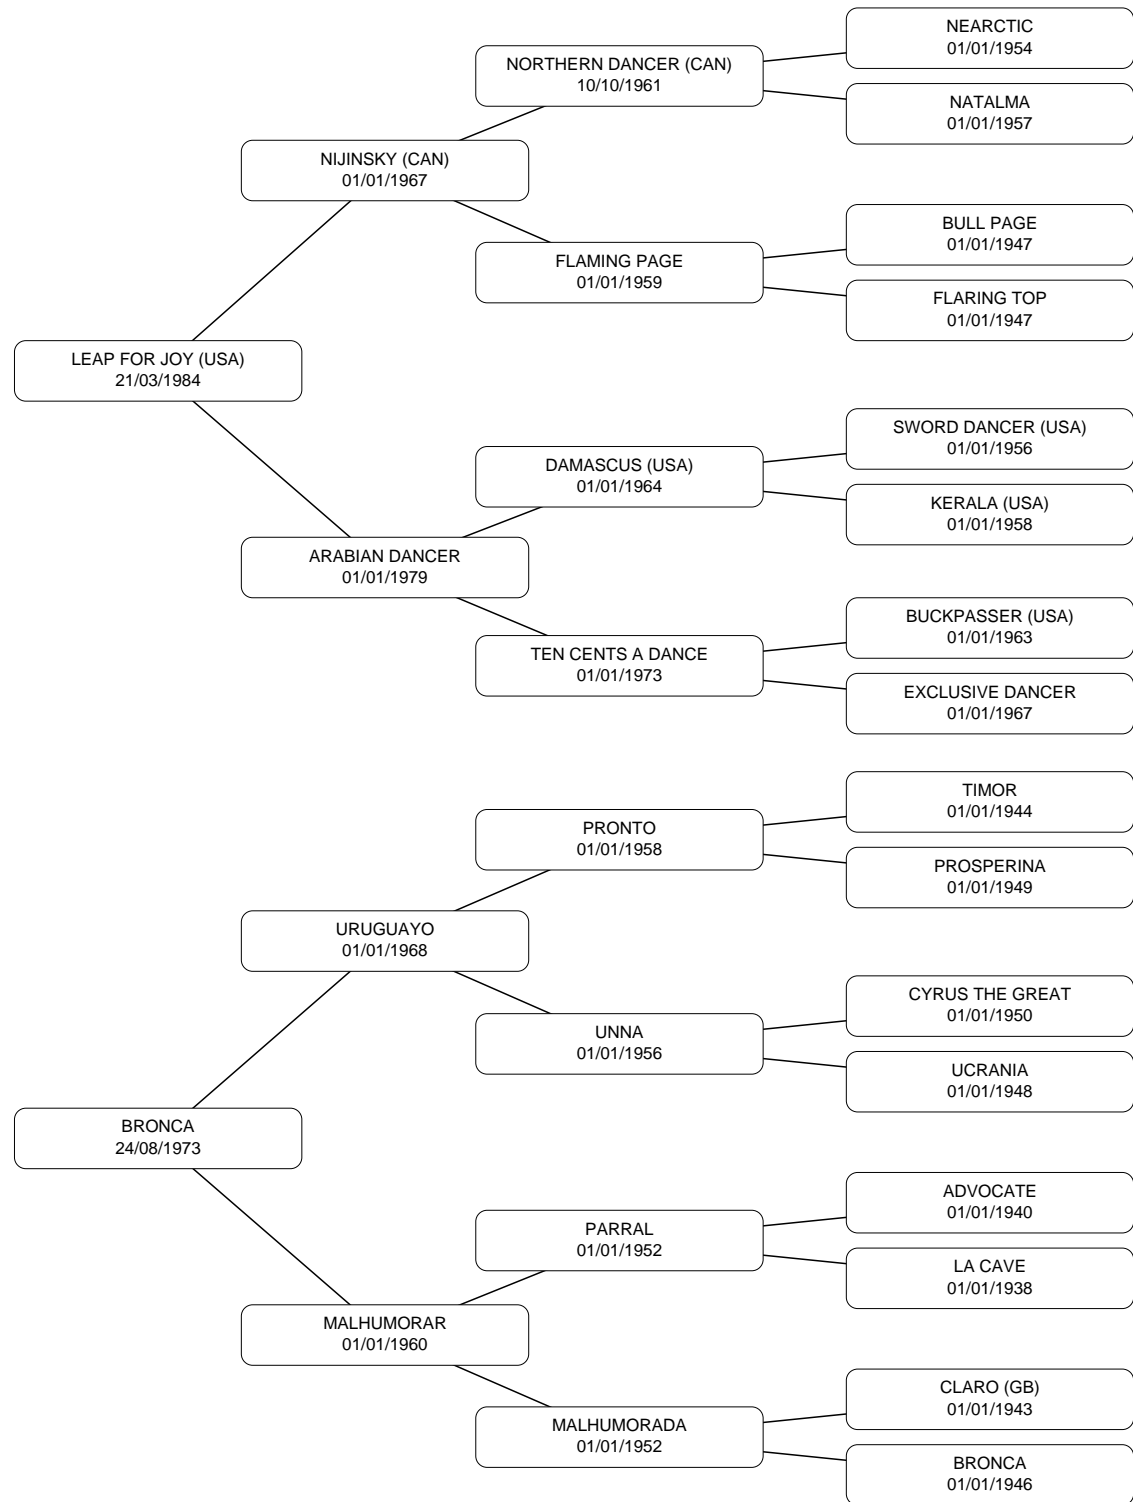 NEARCTIC
01/01/1954
NORTHERN DANCER (CAN)
10/10/1961
NATALMA
01/01/1957
NIJINSKY (CAN)
01/01/1967
BULL PAGE
01/01/1947
FLAMING PAGE
01/01/1959
FLARING TOP
01/01/1947
LEAP FOR JOY (USA)
21/03/1984
SWORD DANCER (USA)
01/01/1956
DAMASCUS (USA)
01/01/1964
KERALA (USA)
01/01/1958
ARABIAN DANCER
01/01/1979
BUCKPASSER (USA)
01/01/1963
TEN CENTS A DANCE
01/01/1973
EXCLUSIVE DANCER
01/01/1967
TIMOR
01/01/1944
PRONTO
01/01/1958
PROSPERINA
01/01/1949
URUGUAYO
01/01/1968
CYRUS THE GREAT
01/01/1950
UNNA
01/01/1956
UCRANIA
01/01/1948
BRONCA
24/08/1973
ADVOCATE
01/01/1940
PARRAL
01/01/1952
LA CAVE
01/01/1938
MALHUMORAR
01/01/1960
CLARO (GB)
01/01/1943
MALHUMORADA
01/01/1952
BRONCA
01/01/1946